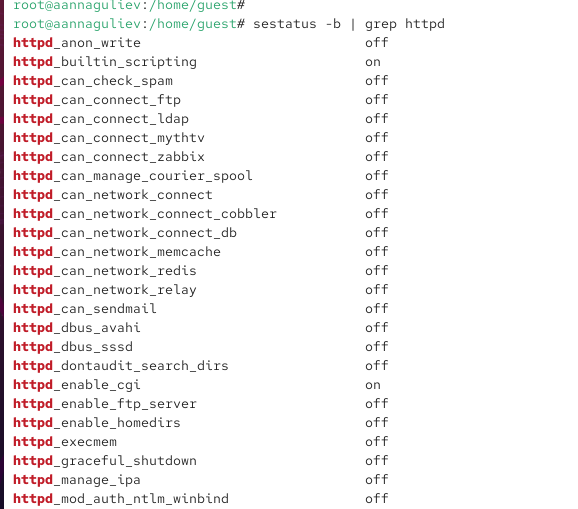 root@aannaguliev:/home/guest#
root@aannaguliev:/home/guest# sestatus -b | grep httpd
httpd_anon_write off
httpd_builtin_scripting on
httpd_can_check_spam off
httpd_can_connect_ftp off
httpd_can_connect_ldap off
httpd_can_connect_mythtv off
httpd_can_connect_zabbix off
httpd_can_manage_courier_spool off
httpd_can_network_connect off
httpd_can_network_connect_cobbler off
httpd_can_network_connect_db off
httpd_can_network_memcache off
httpd_can_network_redis off
httpd_can_network_relay off
httpd_can_sendmail off
httpd_dbus_avahi off
httpd_dbus_sssd off
httpd_dontaudit_search_dirs off
httpd_enable_cgi on
httpd_enable_ftp_server off
httpd_enable_homedirs off
httpd_execmem off
httpd_graceful_shutdown off
httpd_manage_ipa off
httpd_mod_auth_ntlm_winbind off